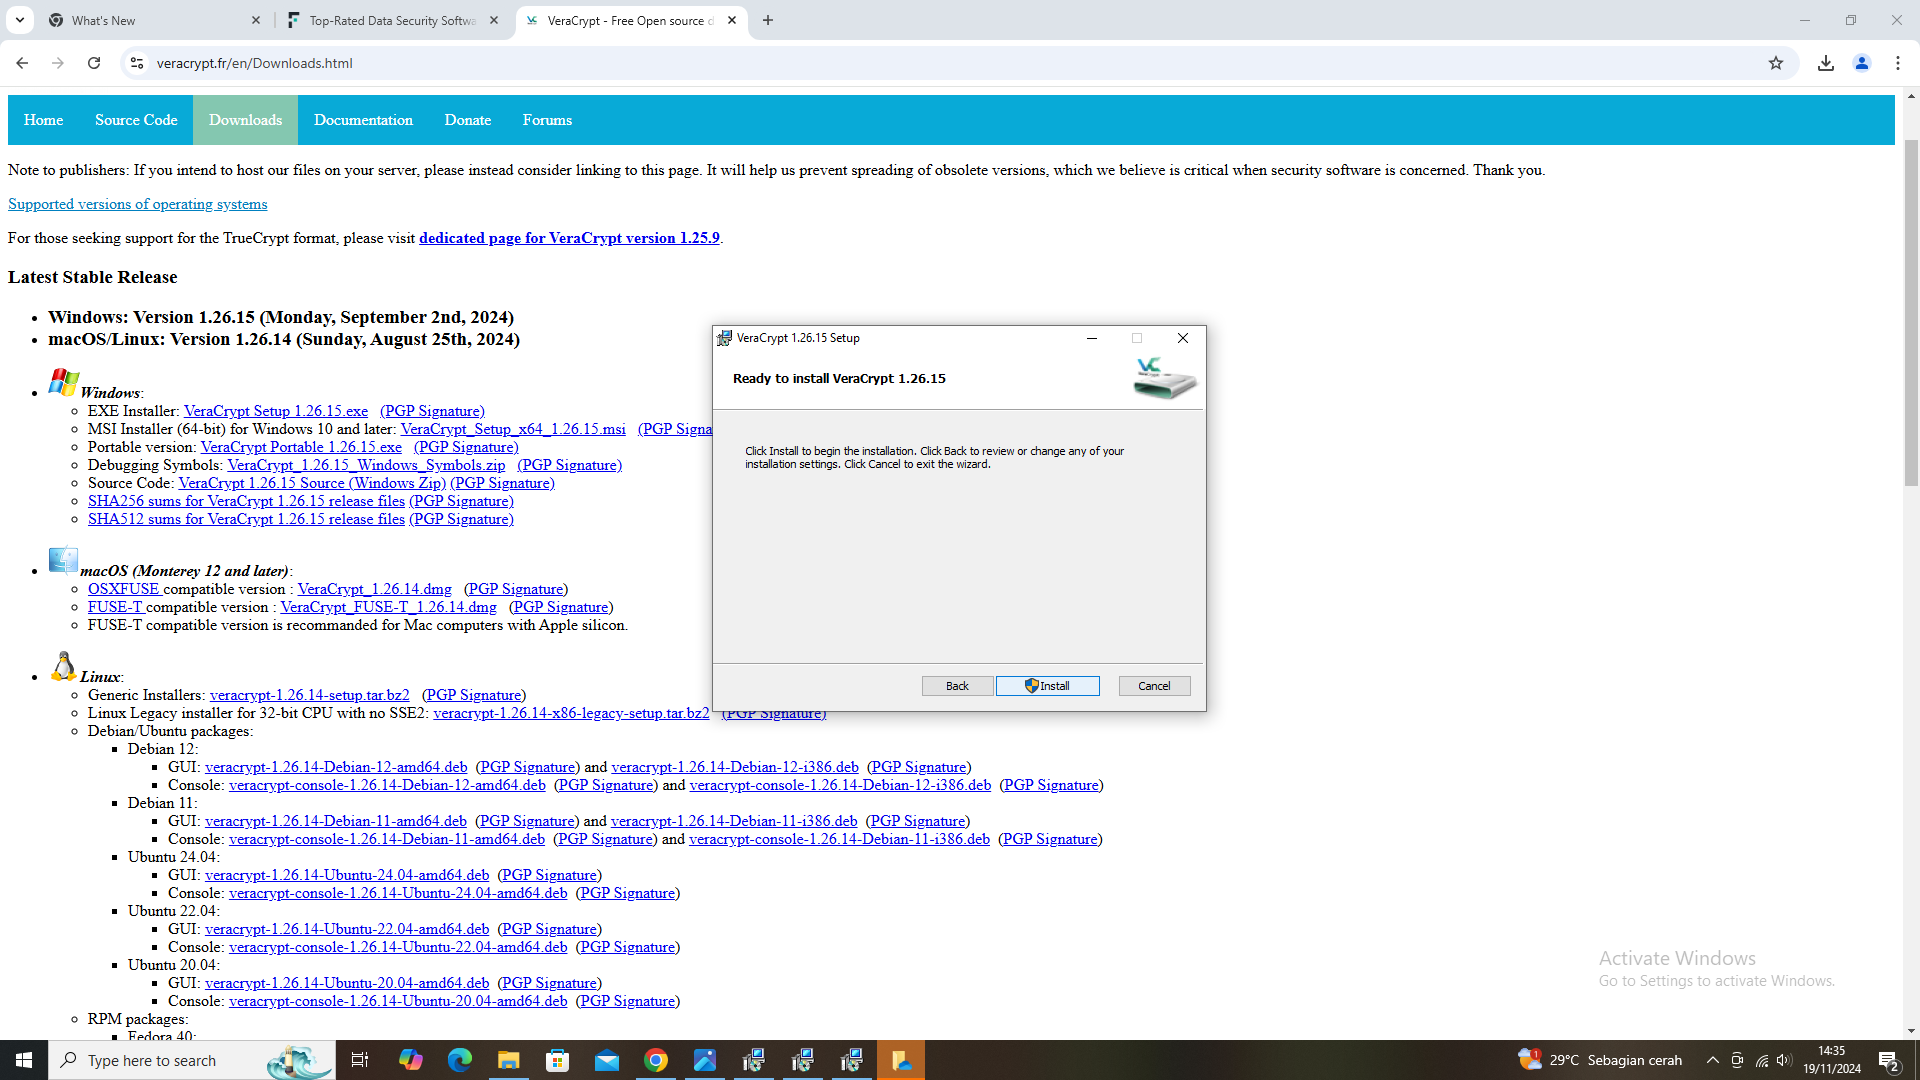 What's New
Top-Rated Data Security Softwa
VeraCrypt - Free Open source d
veracrypt.fr/en/Downloads.html
Home Source Code Downloads Documentation Donate Forums
Note to publishers: If you intend to host our files on your server, please instead consider linking to this page. It will help us prevent spreading of obsolete versions, which we believe is critical when security software is concerned. Thank you.
Supported versions of operating systems
For those seeking support for the TrueCrypt format, please visit dedicated page for VeraCrypt version 1.25.9.
Latest Stable Release
Windows: Version 1.26.15 (Monday, September 2nd, 2024)
macOS/Linux: Version 1.26.14 (Sunday, August 25th, 2024)
Windows:
EXE Installer: VeraCrypt Setup 1.26.15.exe (PGP Signature)
MSI Installer (64-bit) for Windows 10 and later: VeraCrypt_Setup_x64_1.26.15.msi (PGP Signa
Portable version: VeraCrypt Portable 1.26.15.exe (PGP Signature)
Debugging Symbols: VeraCrypt_1.26.15_Windows_Symbols.zip (PGP Signature)
Source Code: VeraCrypt 1.26.15 Source (Windows Zip) (PGP Signature)
SHA256 sums for VeraCrypt 1.26.15 release files (PGP Signature)
SHA512 sums for VeraCrypt 1.26.15 release files (PGP Signature)
macOS (Monterey 12 and later):
OSXFUSE compatible version : VeraCrypt_1.26.14.dmg (PGP Signature)
FUSE-T compatible version : VeraCrypt_FUSE-T_1.26.14.dmg (PGP Signature)
FUSE-T compatible version is recommanded for Mac computers with Apple silicon.
Linux:
Generic Installers: veracrypt-1.26.14-setup.tar.bz2 (PGP Signature)
Linux Legacy installer for 32-bit CPU with no SSE2: veracrypt-1.26.14-x86-legacy-setup.tar.bz2 (PGP Signature)
Debian/Ubuntu packages:
Debian 12:
GUI: veracrypt-1.26.14-Debian-12-amd64.deb (PGP Signature) and veracrypt-1.26.14-Debian-12-i386.deb (PGP Signature)
Console: veracrypt-console-1.26.14-Debian-12-amd64.deb (PGP Signature) and veracrypt-console-1.26.14-Debian-12-i386.deb (PGP Signature)
Debian 11:
GUI: veracrypt-1.26.14-Debian-11-amd64.deb (PGP Signature) and veracrypt-1.26.14-Debian-11-i386.deb (PGP Signature)
Console: veracrypt-console-1.26.14-Debian-11-amd64.deb (PGP Signature) and veracrypt-console-1.26.14-Debian-11-i386.deb (PGP Signature)
Ubuntu 24.04:
GUI: veracrypt-1.26.14-Ubuntu-24.04-amd64.deb (PGP Signature)
Console: veracrypt-console-1.26.14-Ubuntu-24.04-amd64.deb (PGP Signature)
Ubuntu 22.04:
GUI: veracrypt-1.26.14-Ubuntu-22.04-amd64.deb (PGP Signature)
Console: veracrypt-console-1.26.14-Ubuntu-22.04-amd64.deb (PGP Signature)
Ubuntu 20.04:
GUI: veracrypt-1.26.14-Ubuntu-20.04-amd64.deb (PGP Signature)
Console: veracrypt-console-1.26.14-Ubuntu-20.04-amd64.deb (PGP Signature)
RPM packages:
Fedora 40:
VeraCrypt 1.26.15 Setup
Ready to install VeraCrypt 1.26.15
Click Install to begin the installation. Click Back to review or change any of your
installation settings. Click Cancel to exit the wizard.
Back Install Cancel
Activate Windows
Go to Settings to activate Windows.
Type here to search
1
29°C Sebagian cerah
14:35
19/11/2024
2